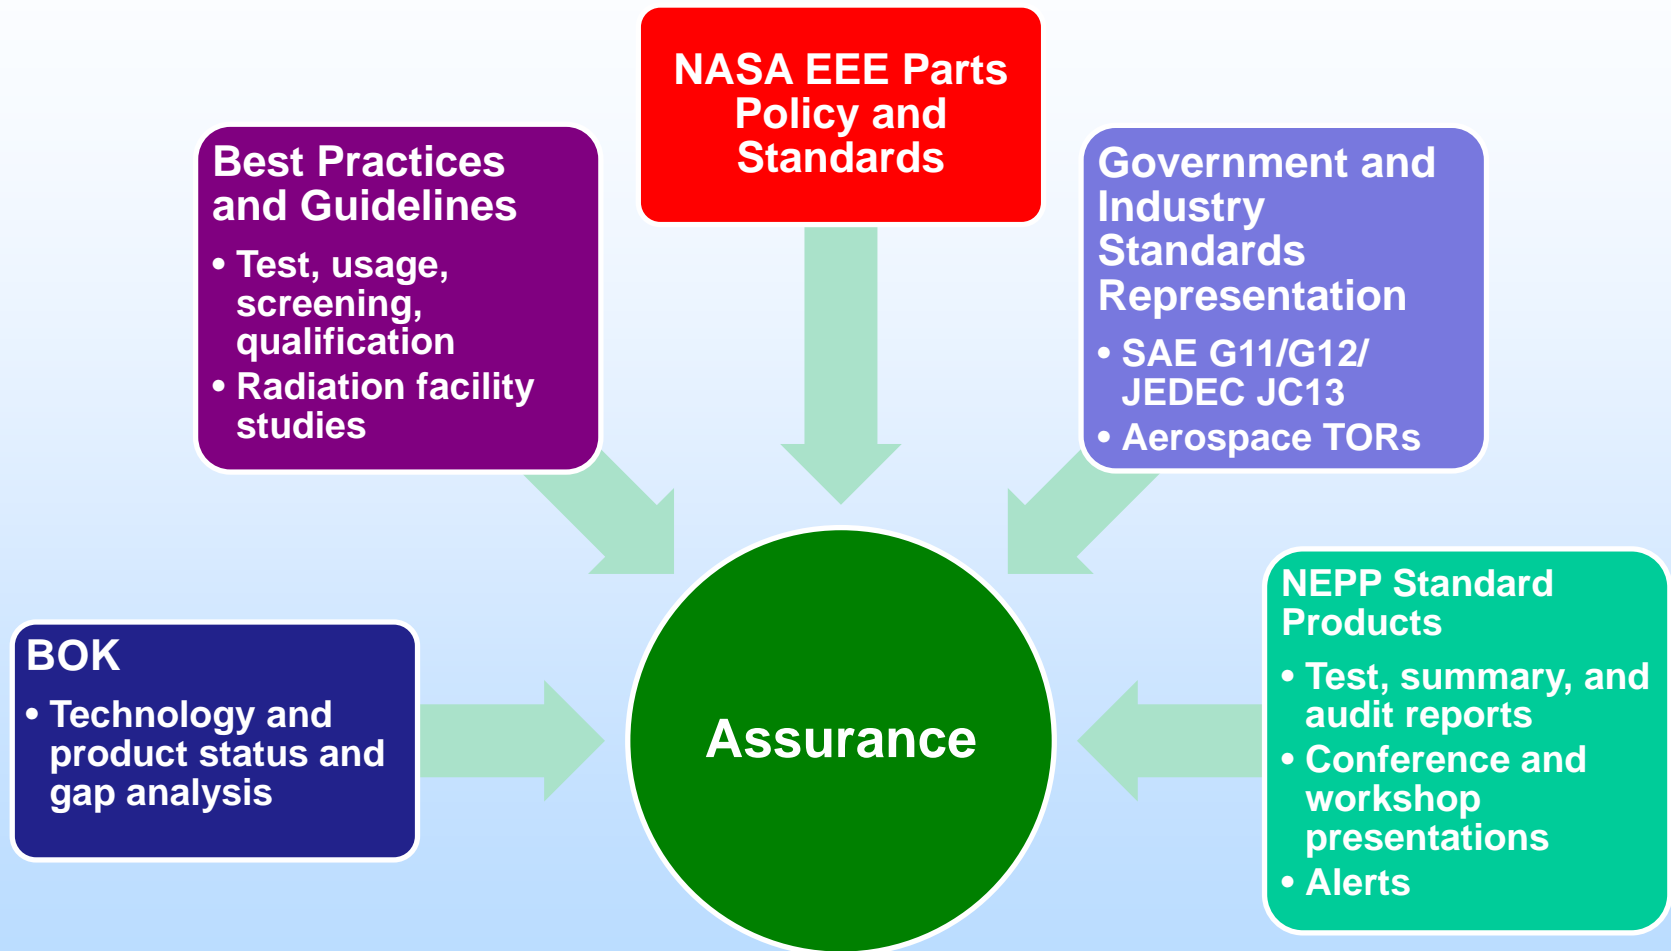 NASA EEE Parts
Policy and
Standards
Best Practices
and Guidelines
• Test, usage,
screening,
qualification
• Radiation facility
studies
Government and
Industry
Standards
Representation
• SAE G11/G12/
JEDEC JC13
• Aerospace TORs
BOK
• Technology and
product status and
gap analysis
Assurance
NEPP Standard
Products
• Test, summary, and
audit reports
• Conference and
workshop
presentations
• Alerts